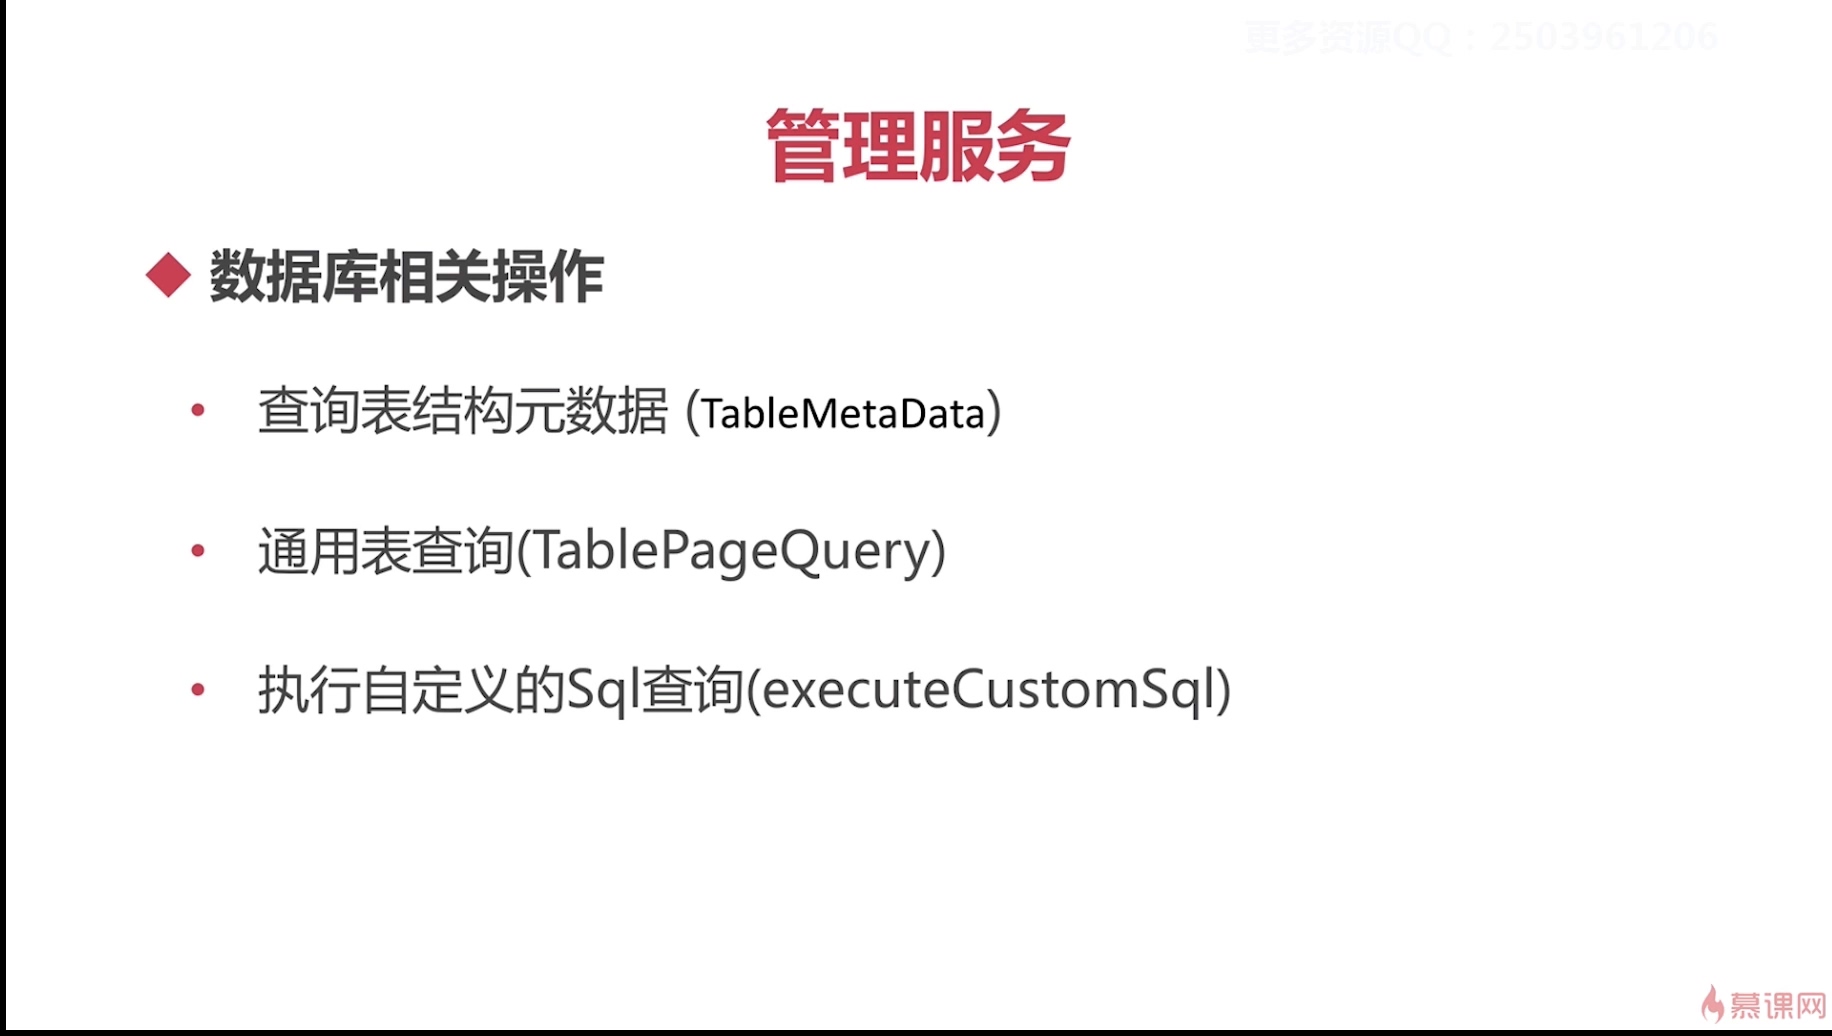 更多资源QQ：2503961206
管理服务
数据库相关操作
查询表结构元数据 (TableMetaData)
通用表查询(TablePageQuery)
执行自定义的Sql查询(executeCustomSql)
慕课网